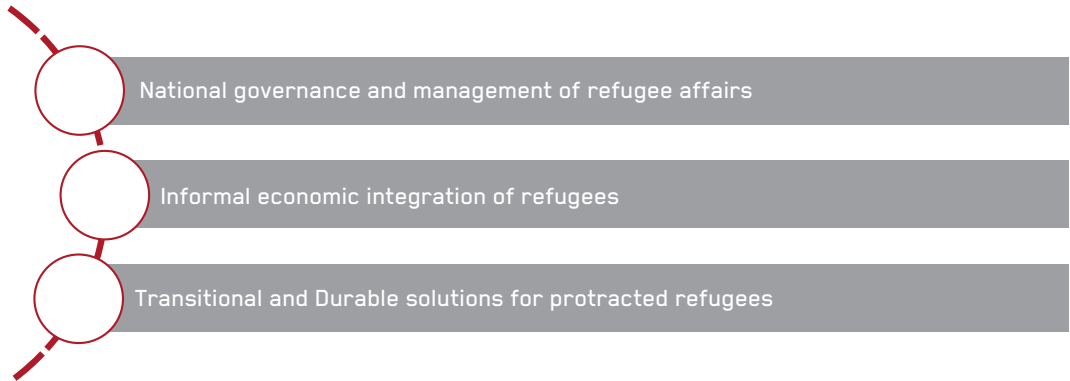 National governance and management of refugee affairs
Informal economic integration of refugees
Transitional and Durable solutions for protracted refugees